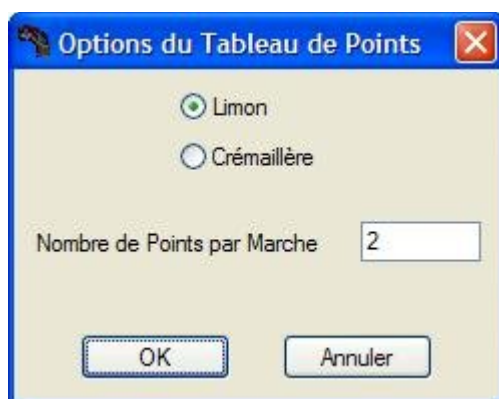 Options du Tableau de Points
Limon
Crémaillère
Nombre de Points par Marche 2
OK Annuler